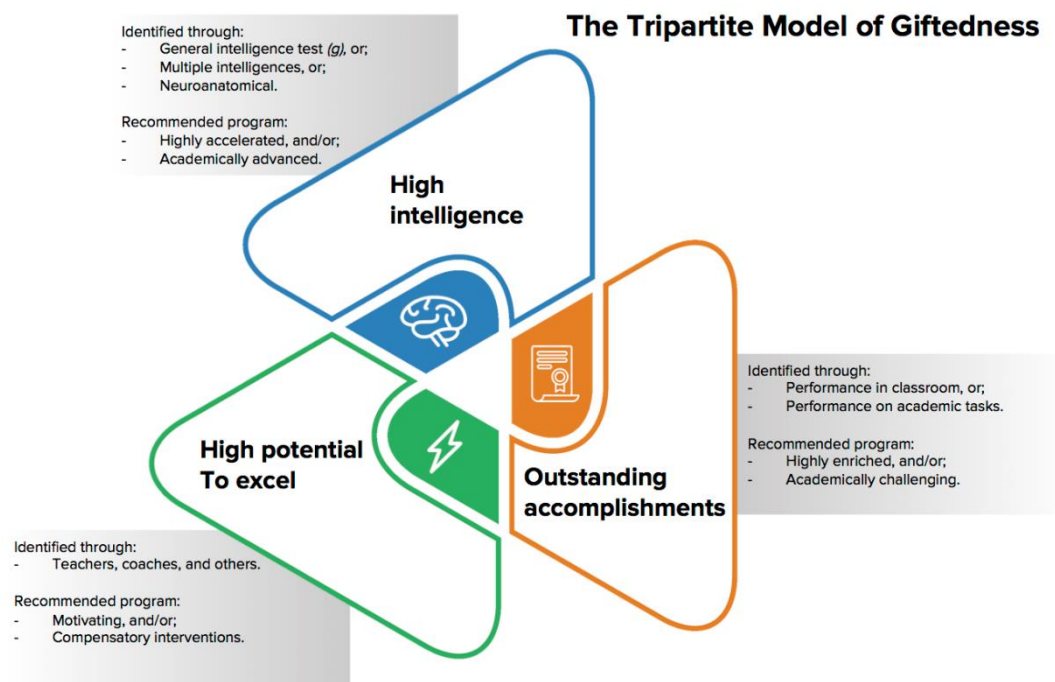 The Tripartite Model of Giftedness
Identified through:
- General intelligence test (g), or;
- Multiple intelligences, or;
- Neuroanatomical.
Recommended program:
- Highly accelerated, and/or;
- Academically advanced.
High
intelligence
Identified through:
- Performance in classroom, or;
- Performance on academic tasks.
Recommended program:
- Highly enriched, and/or;
- Academically challenging.
High potential
To excel
Outstanding
accomplishments
Identified through:
- Teachers, coaches, and others.
Recommended program:
- Motivating, and/or;
- Compensatory interventions.